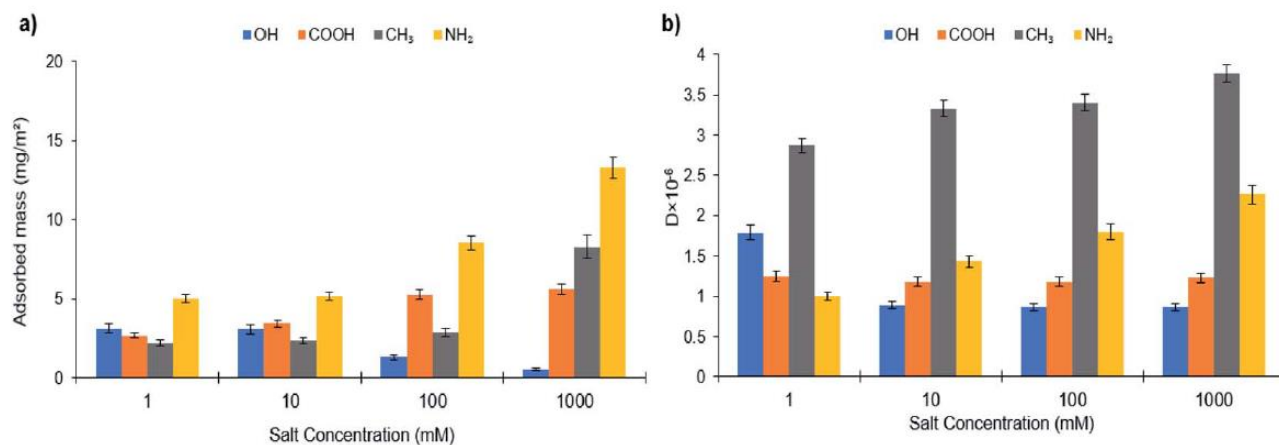 a)
OH COOH CH₃ NH₂
Adsorbed mass (mg/m²)
20
15
10
5
0
1 10 100 1000
Salt Concentration (mM)
b)
OH COOH CH₃ NH₂
D×10⁻⁶
4
3.5
3
2.5
2
1.5
1
0.5
0
1 10 100 1000
Salt Concentration (mM)